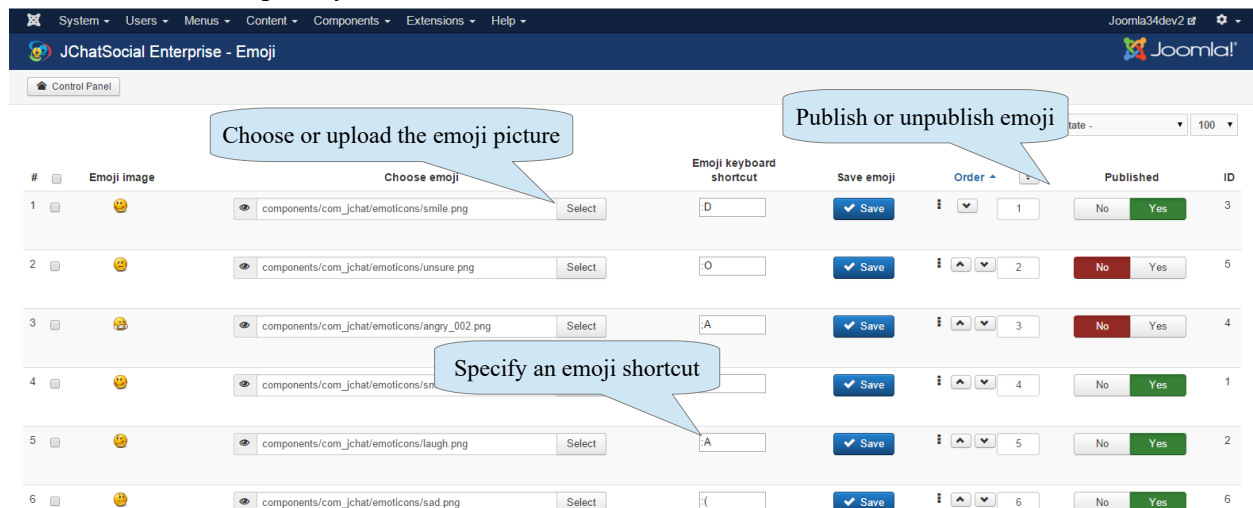 System Users Menus Content Components Extensions Help Joomla34dev2
JChatSocial Enterprise - Emoji Joomla!
Control Panel
Choose or upload the emoji picture
Publish or unpublish emoji
tate - 100
# Emoji image Choose emoji Emoji keyboard shortcut Save emoji Order Published ID
1 components/com_jchat/emoticons/smile.png Select :D Save 1 No Yes 3
2 components/com_jchat/emoticons/unsure.png Select :O Save 2 No Yes 5
3 components/com_jchat/emoticons/angry_002.png Select ;A Save 3 No Yes 4
Specify an emoji shortcut
4 components/com_jchat/emoticons/sm Save 4 No Yes 1
5 components/com_jchat/emoticons/laugh.png Select :A Save 5 No Yes 2
6 components/com_jchat/emoticons/sad.png Select :( Save 6 No Yes 6